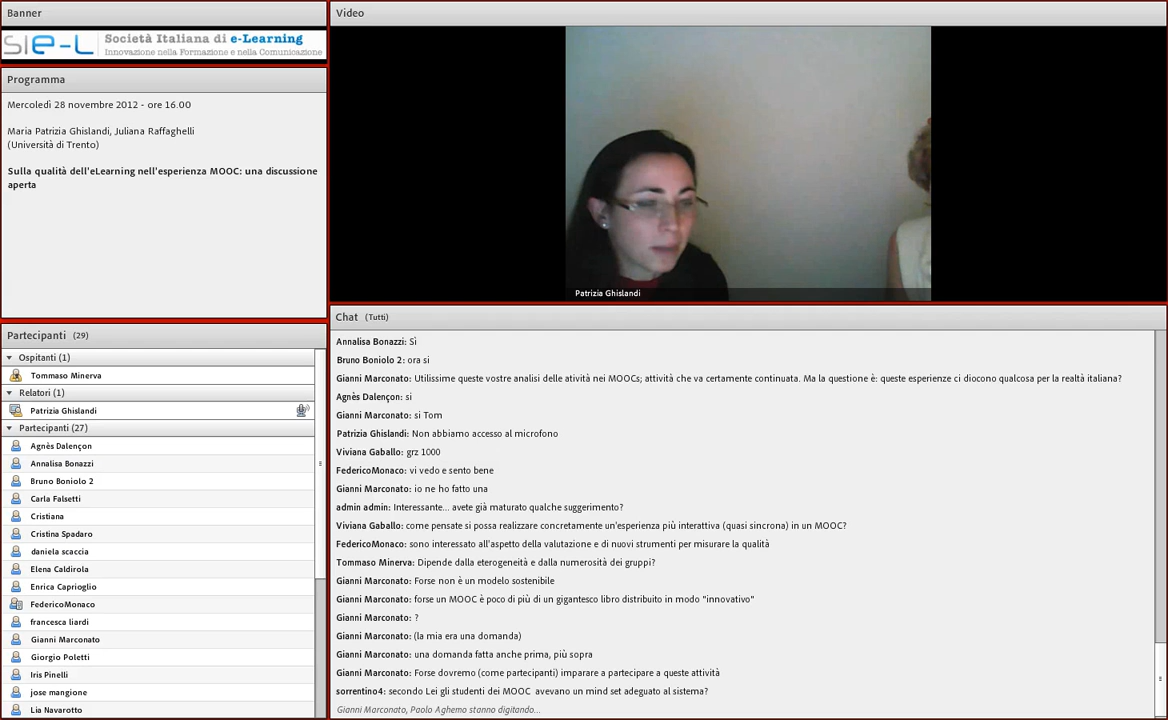 Banner
SIe-L Società Italiana di e-Learning
Innovazione nella Formazione e nella Comunicazione
Programma
Mercoledì 28 novembre 2012 - ore 16.00
Maria Patrizia Ghislandi, Juliana Raffaghelli
(Università di Trento)
Sulla qualità dell'eLearning nell'esperienza MOOC: una discussione
aperta
Partecipanti (29)
Ospitanti (1)
Tommaso Minerva
Relatori (1)
Patrizia Ghislandi
Partecipanti (27)
Agnès Dalençon
Annalisa Bonazzi
Bruno Boniolo 2
Carla Falsetti
Cristiana
Cristina Spadaro
daniela scaccia
Elena Caldirola
Enrica Caprioglio
FedericoMonaco
francesca liardi
Gianni Marconato
Giorgio Poletti
Iris Pinelli
jose mangione
Lia Navarotto
Video
Patrizia Ghislandi
Chat (Tutti)
Annalisa Bonazzi: Sì
Bruno Boniolo 2: ora si
Gianni Marconato: Utilissime queste vostre analisi delle atività nei MOOCs; attività che va certamente continuata. Ma la questione è: queste esperienze ci diocono qualcosa per la realtà italiana?
Agnès Dalençon: si
Gianni Marconato: si Tom
Patrizia Ghislandi: Non abbiamo accesso al microfono
Viviana Gaballo: grz 1000
FedericoMonaco: vi vedo e sento bene
Gianni Marconato: io ne ho fatto una
admin admin: Interessante... avete già maturato qualche suggerimento?
Viviana Gaballo: come pensate si possa realizzare concretamente un'esperienza più interattiva (quasi sincrona) in un MOOC?
FedericoMonaco: sono interessato all'aspetto della valutazione e di nuovi strumenti per misurare la qualità
Tommaso Minerva: Dipende dalla eterogeneità e dalla numerosità dei gruppi?
Gianni Marconato: Forse non è un modelo sostenibile
Gianni Marconato: forse un MOOC è poco di più di un gigantesco libro distribuito in modo "innovativo"
Gianni Marconato: ?
Gianni Marconato: (la mia era una domanda)
Gianni Marconato: una domanda fatta anche prima, più sopra
Gianni Marconato: Forse dovremo (come partecipanti) imparare a partecipare a queste attività
sorrentino4: secondo Lei gli studenti dei MOOC avevano un mind set adeguato al sistema?
Gianni Marconato, Paolo Aghemo stanno digitando...